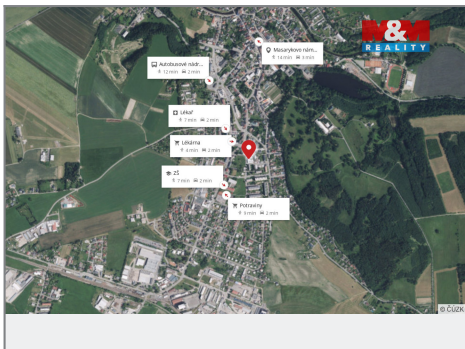 M&M
REALITY
Masarykovo nám...
14 min 3 min
Autobusové nádr...
12 min 2 min
Lékař
7 min 2 min
Lékárna
4 min 2 min
ZŠ
7 min 2 min
Potraviny
9 min 2 min
© ČÚZK